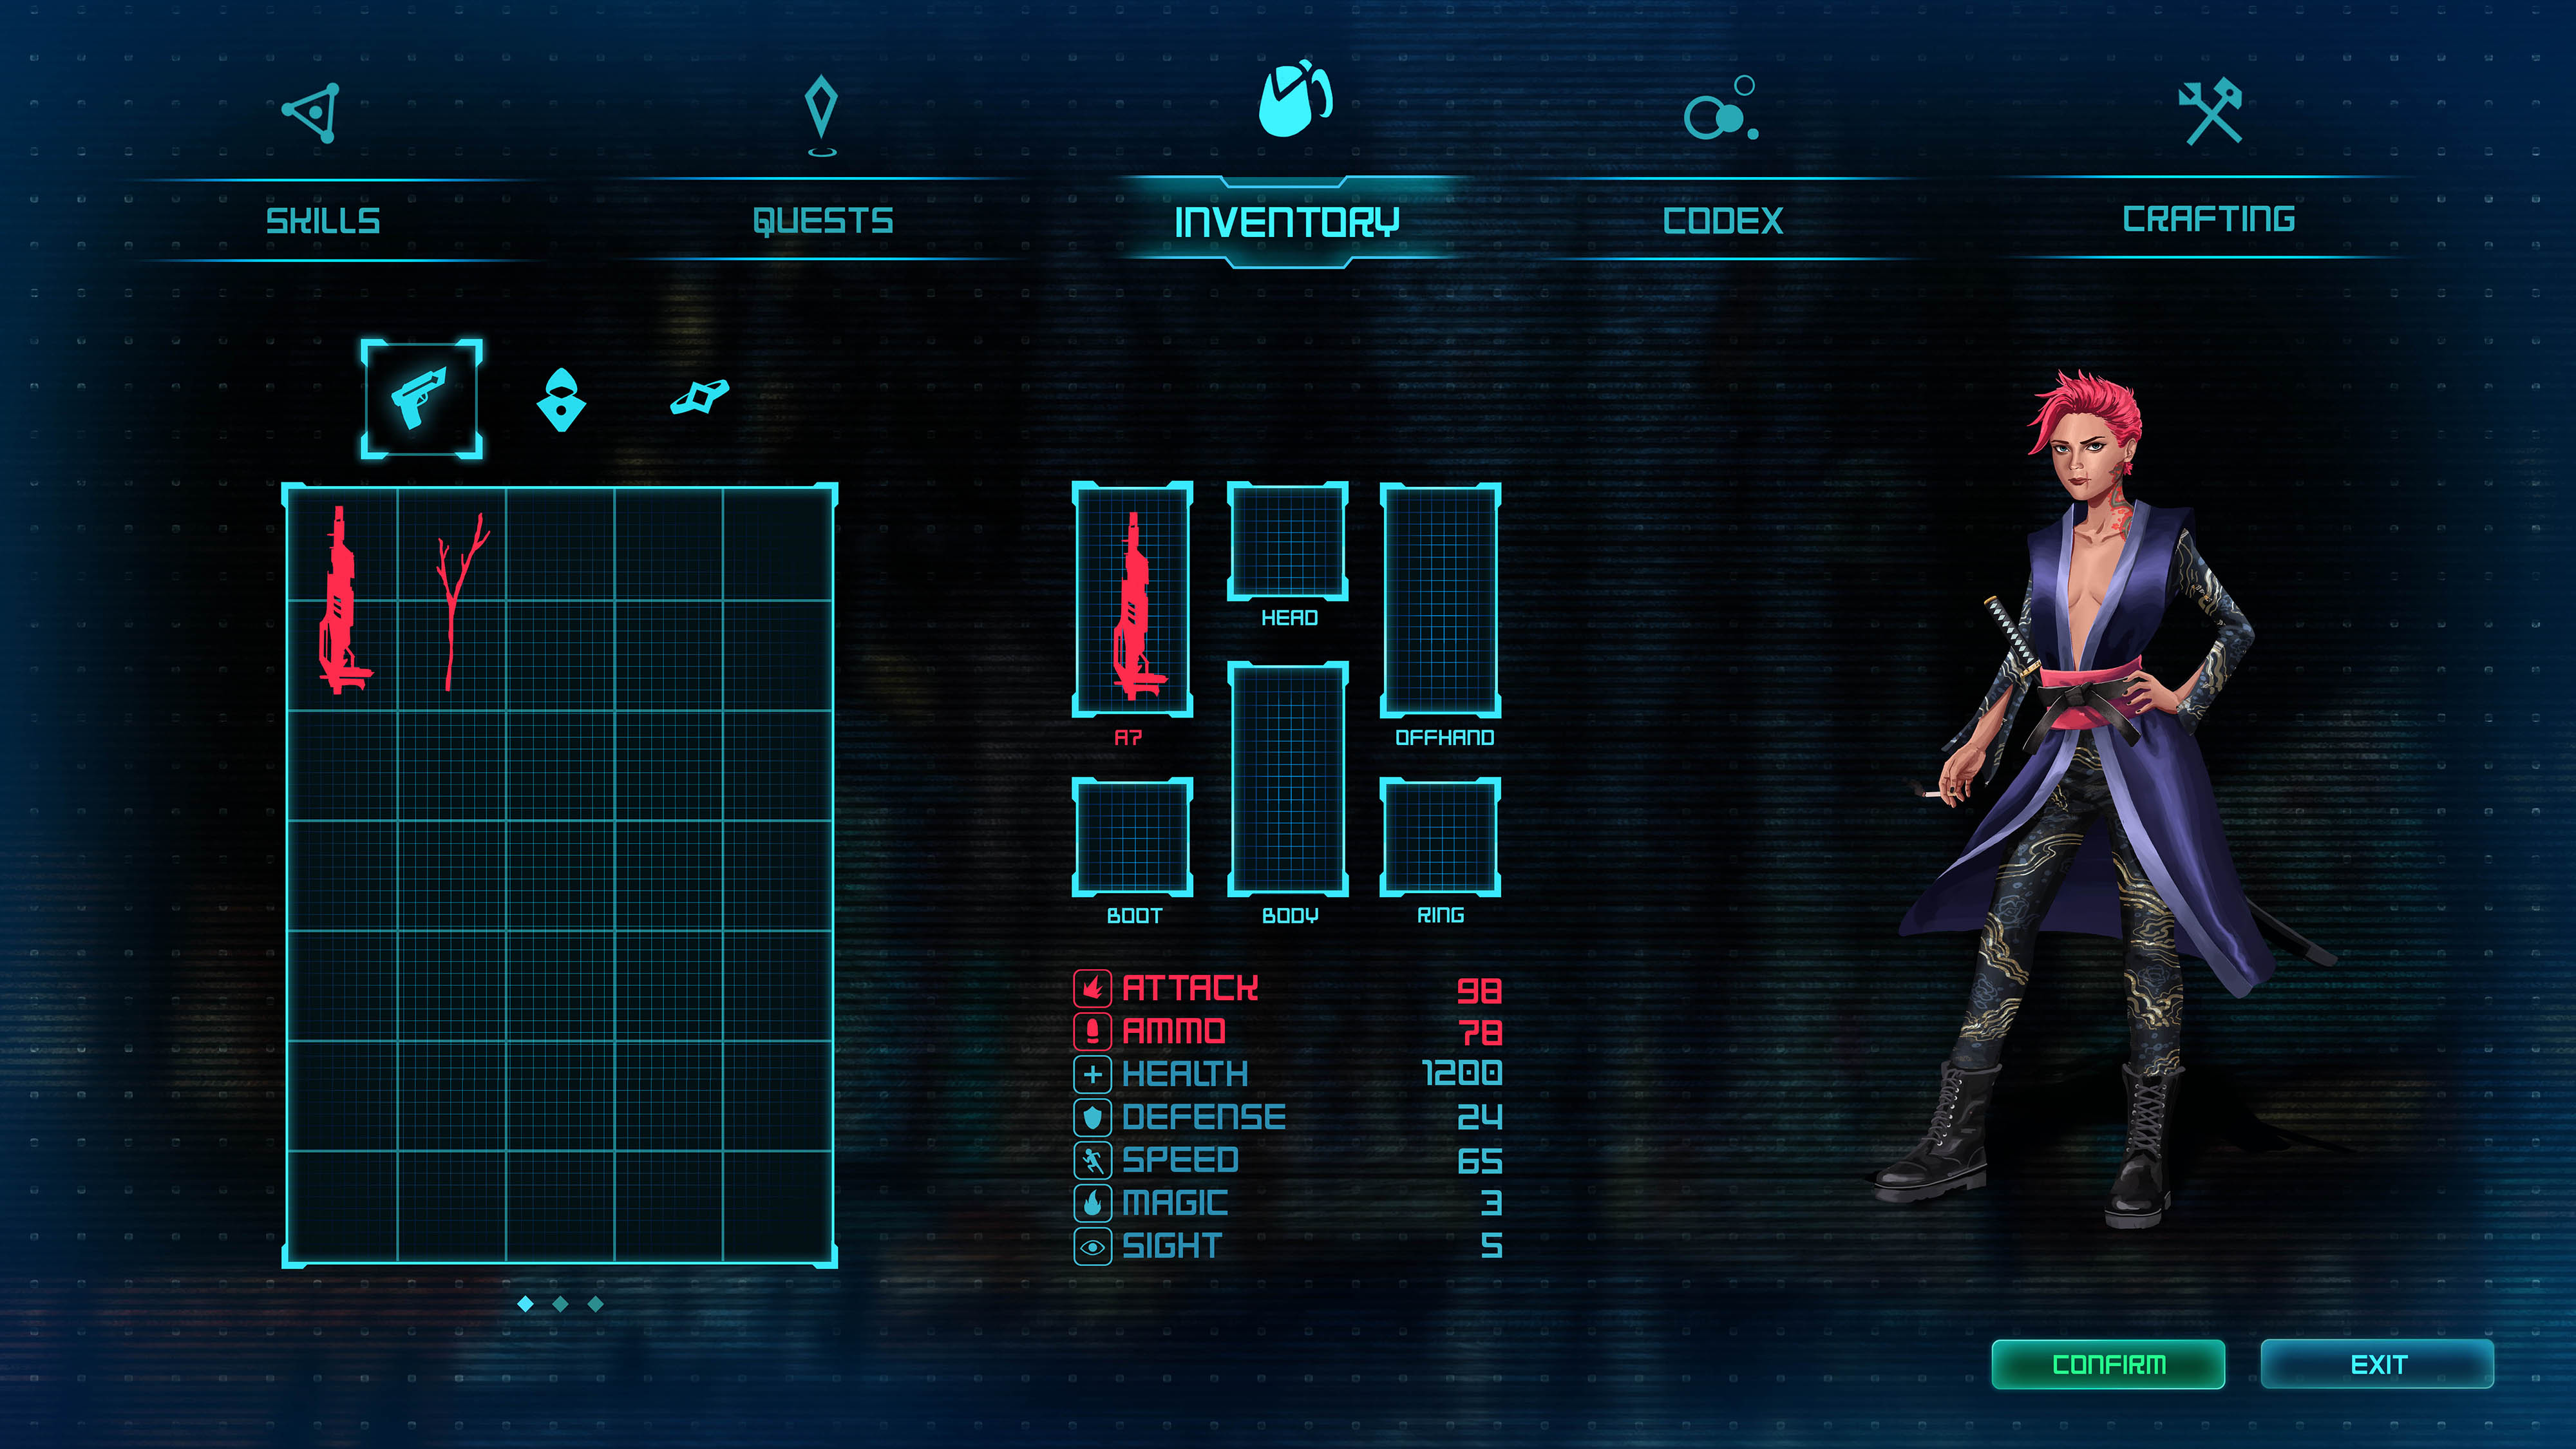 SKILLS
QUESTS
INVENTORY
CODEX
CRAFTING
HEAD
A7
OFFHAND
BOOT
BODY
RING
ATTACK 98
AMMO 78
HEALTH 1200
DEFENSE 24
SPEED 65
MAGIC 3
SIGHT 5
CONFIRM
EXIT